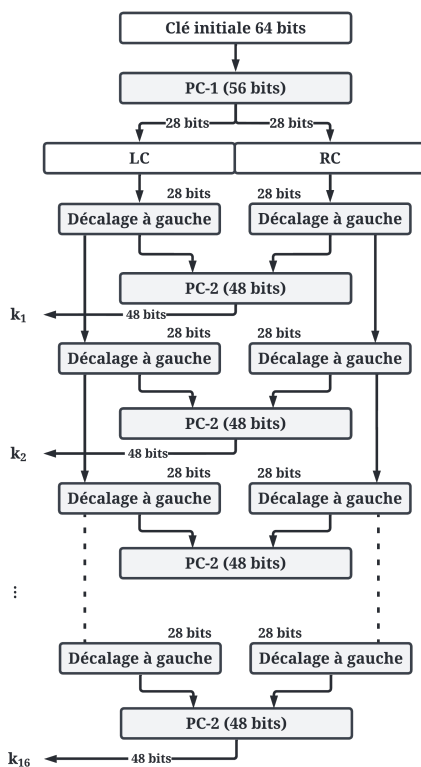 Clé initiale 64 bits
PC-1 (56 bits)
28 bits 28 bits
LC RC
28 bits 28 bits
Décalage à gauche Décalage à gauche
PC-2 (48 bits)
k₁ 48 bits
28 bits 28 bits
Décalage à gauche Décalage à gauche
PC-2 (48 bits)
k₂ 48 bits
28 bits 28 bits
Décalage à gauche Décalage à gauche
PC-2 (48 bits)
⋮
28 bits 28 bits
Décalage à gauche Décalage à gauche
PC-2 (48 bits)
k₁₆ 48 bits